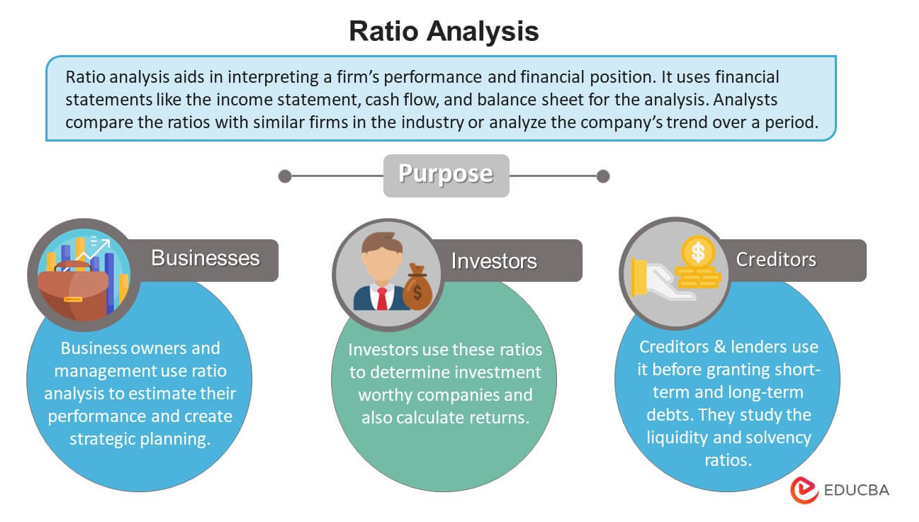 Ratio Analysis
Ratio analysis aids in interpreting a firm's performance and financial position. It uses financial
statements like the income statement, cash flow, and balance sheet for the analysis. Analysts
compare the ratios with similar firms in the industry or analyze the company's trend over a period.
Purpose
Businesses
Business owners and
management use ratio
analysis to estimate their
performance and create
strategic planning.
Investors
Investors use these ratios
to determine investment
worthy companies and
also calculate returns.
Creditors
Creditors & lenders use
it before granting short-
term and long-term
debts. They study the
liquidity and solvency
ratios.
EDUCBA